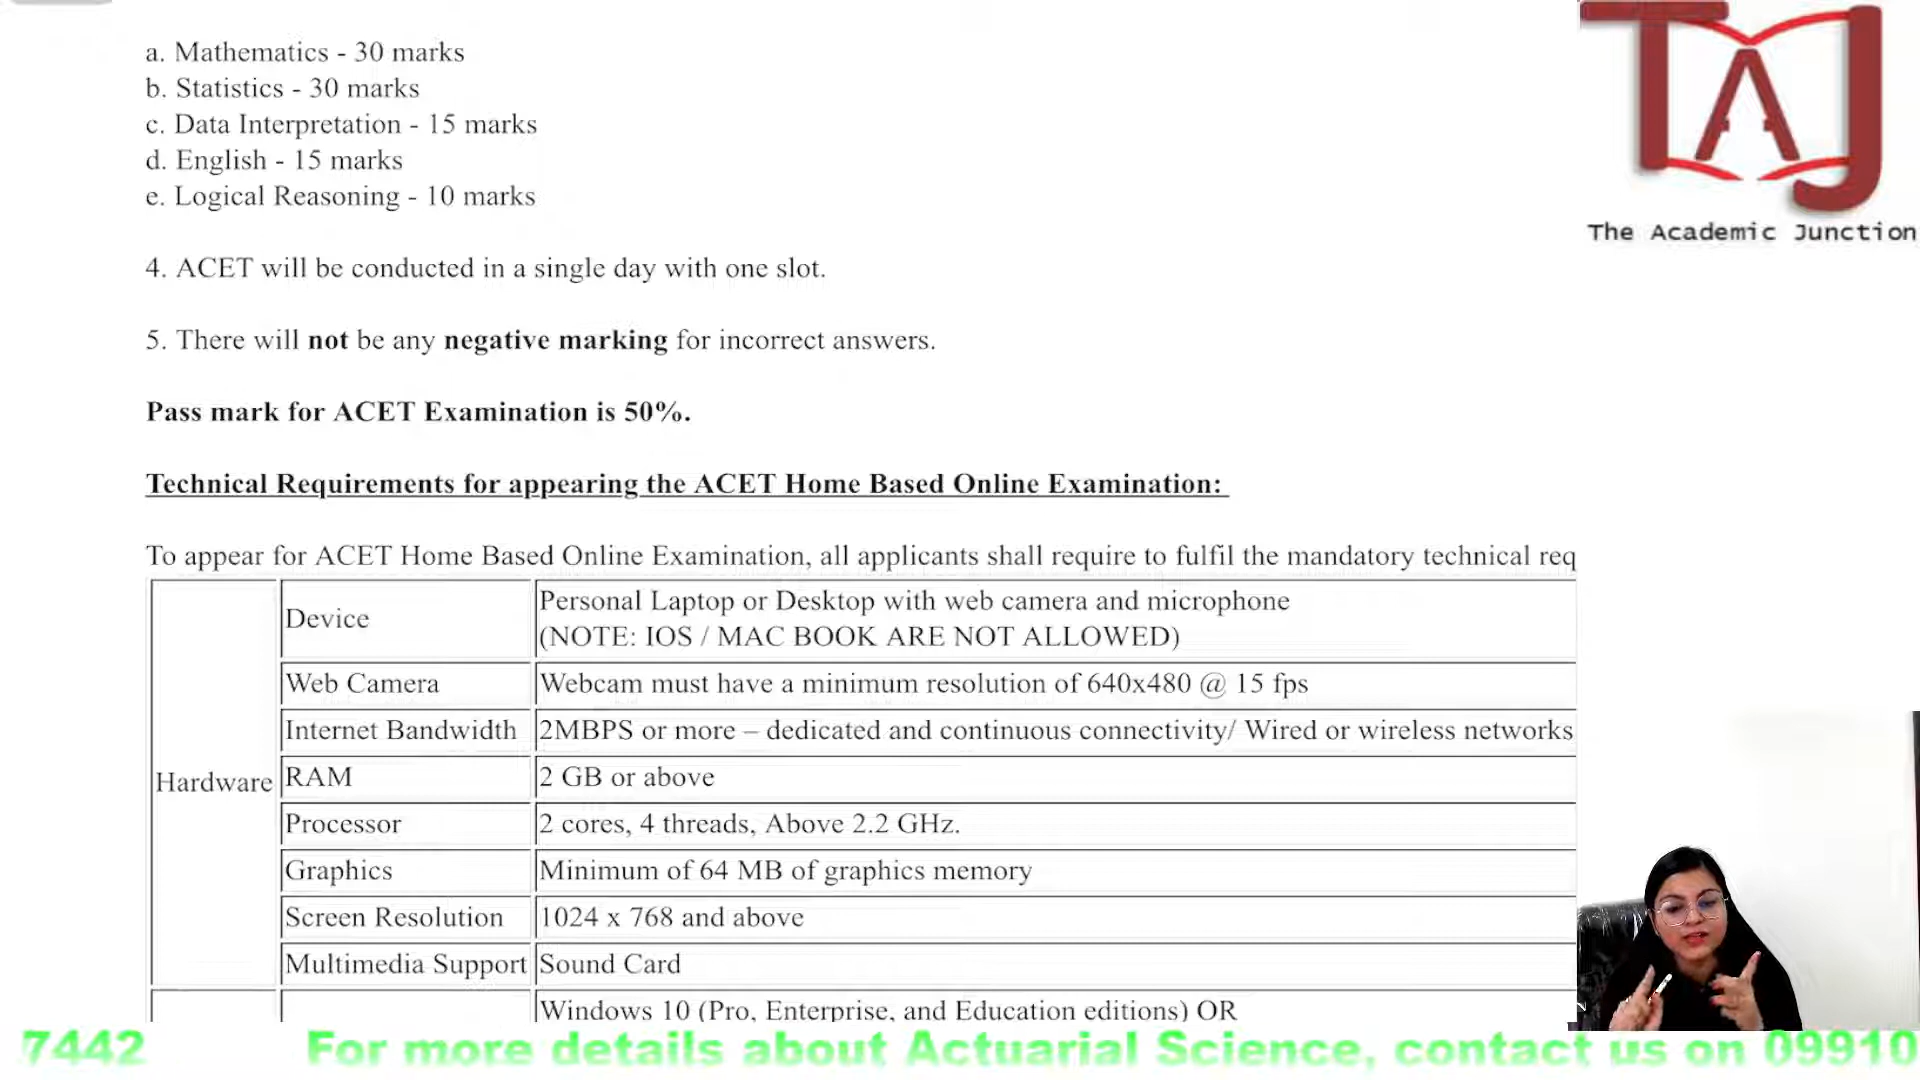 a. Mathematics - 30 marks
b. Statistics - 30 marks
c. Data Interpretation - 15 marks
d. English - 15 marks
e. Logical Reasoning - 10 marks
4. ACET will be conducted in a single day with one slot.
5. There will not be any negative marking for incorrect answers.
Pass mark for ACET Examination is 50%.
Technical Requirements for appearing the ACET Home Based Online Examination:
To appear for ACET Home Based Online Examination, all applicants shall require to fulfil the mandatory technical req
Hardware
Device
Personal Laptop or Desktop with web camera and microphone
(NOTE: IOS / MAC BOOK ARE NOT ALLOWED)
Web Camera
Webcam must have a minimum resolution of 640x480 @ 15 fps
Internet Bandwidth
2MBPS or more – dedicated and continuous connectivity/ Wired or wireless networks
RAM
2 GB or above
Processor
2 cores, 4 threads, Above 2.2 GHz.
Graphics
Minimum of 64 MB of graphics memory
Screen Resolution
1024 x 768 and above
Multimedia Support
Sound Card
Windows 10 (Pro, Enterprise, and Education editions) OR
TAJ
The Academic Junction
7442 For more details about Actuarial Science, contact us on 09910